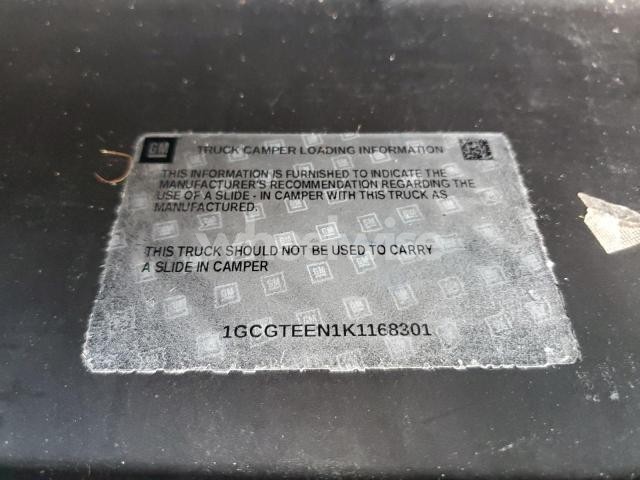 GM TRUCK CAMPER LOADING INFORMATION
THIS INFORMATION IS FURNISHED TO INDICATE THE
MANUFACTURER'S RECOMMENDATION REGARDING THE
USE OF A SLIDE - IN CAMPER WITH THIS TRUCK AS
MANUFACTURED.
THIS TRUCK SHOULD NOT BE USED TO CARRY
A SLIDE IN CAMPER
1GCGTEEN1K1168301